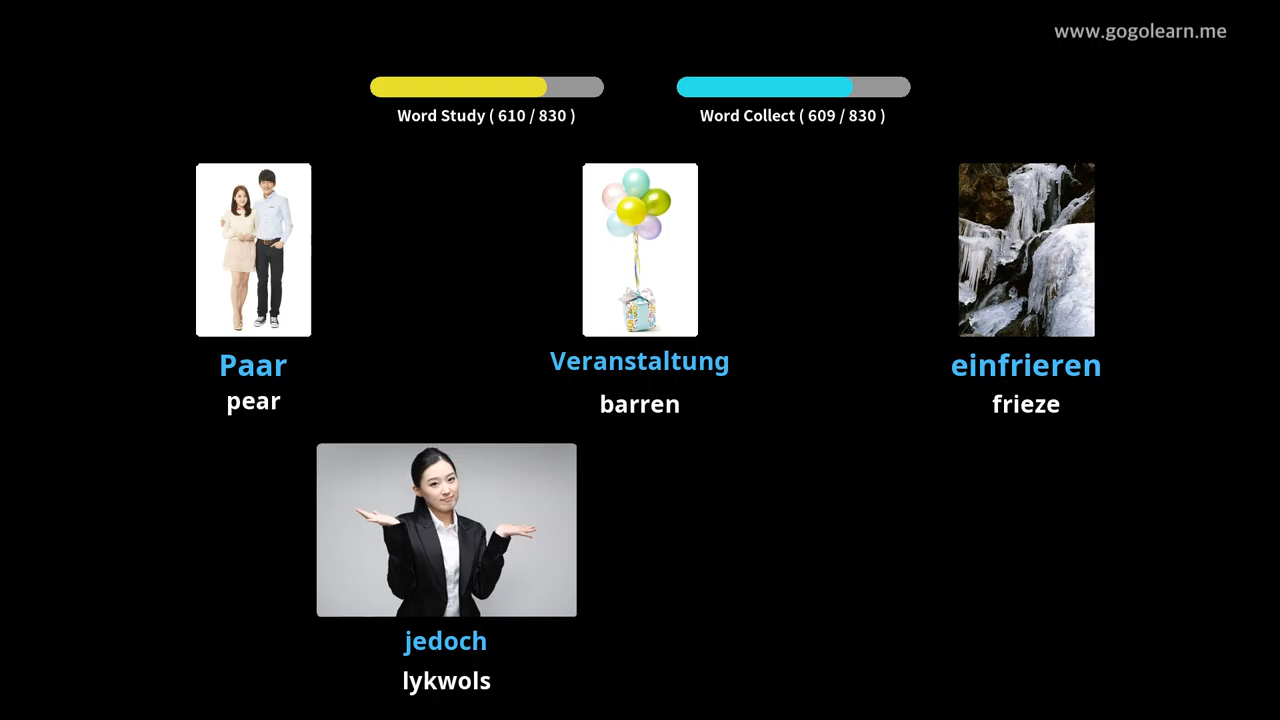 www.gogolearn.me
Word Study ( 610 / 830 )
Word Collect ( 609 / 830 )
Paar
pear
Veranstaltung
barren
einfrieren
frieze
jedoch
lykwols